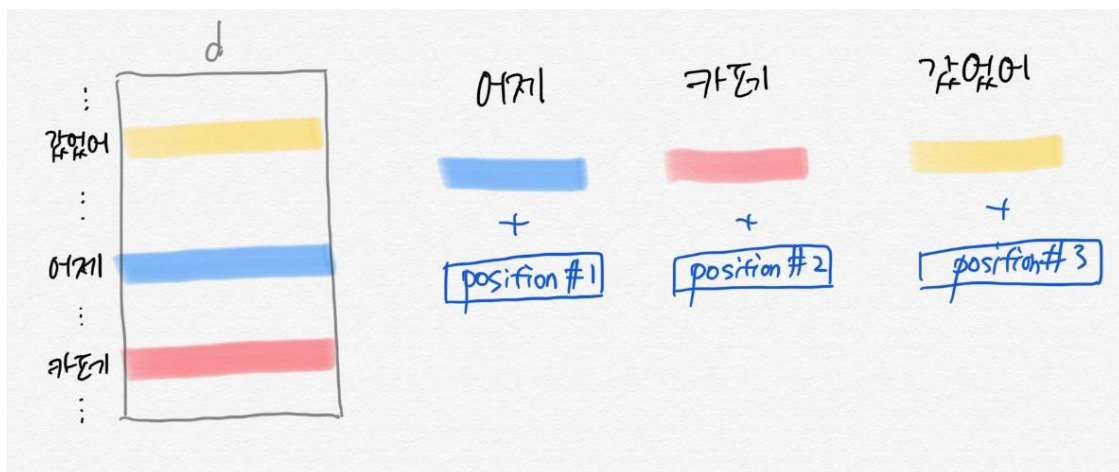 d
갔었어
어제
카페
어제 카페 갔었어
+ + +
position #1 position #2 position #3